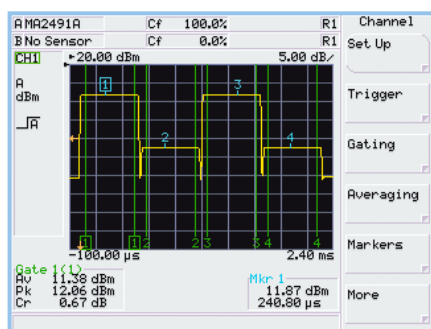 A MA2491A Cf 100.0% R1
B No Sensor Cf 0.0% R1
CH1 20.00 dBm 5.00 dB/
A
dBm
A
1
3
2
4
1 1 2 2 3 3 4 4
-100.00 µs 2.40 ms
Gate 1(1)
Av 11.38 dBm
Pk 12.06 dBm
Cr 0.67 dB
Mkr 1
11.87 dBm
240.80 µs
Channel
Set Up
Trigger
Gating
Averaging
Markers
More